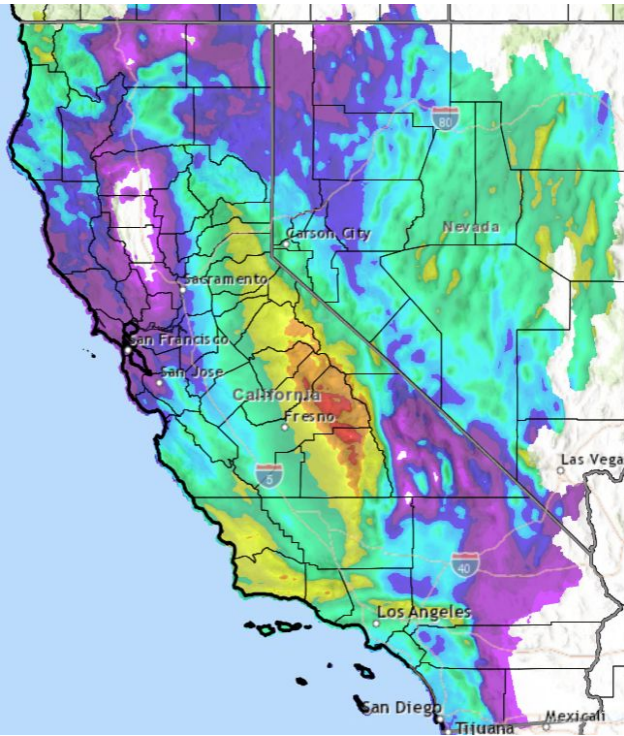 80
Nevada
Carson City
Sacramento
San Francisco
San Jose
California
Fresno
5
Las Vega
40
Los Angeles
San Diego
Tijuana
Mexicali